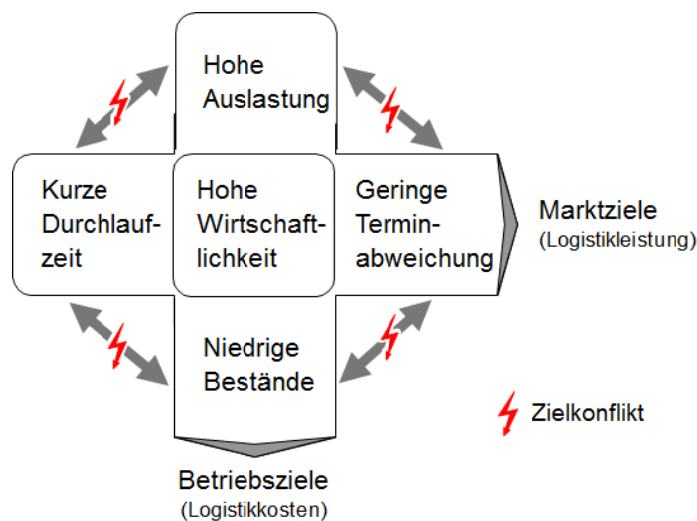 Hohe
Auslastung
Kurze
Durchlauf-
zeit
Hohe
Wirtschaft-
lichkeit
Geringe
Termin-
abweichung
Marktziele
(Logistikleistung)
Niedrige
Bestände
Zielkonflikt
Betriebsziele
(Logistikkosten)